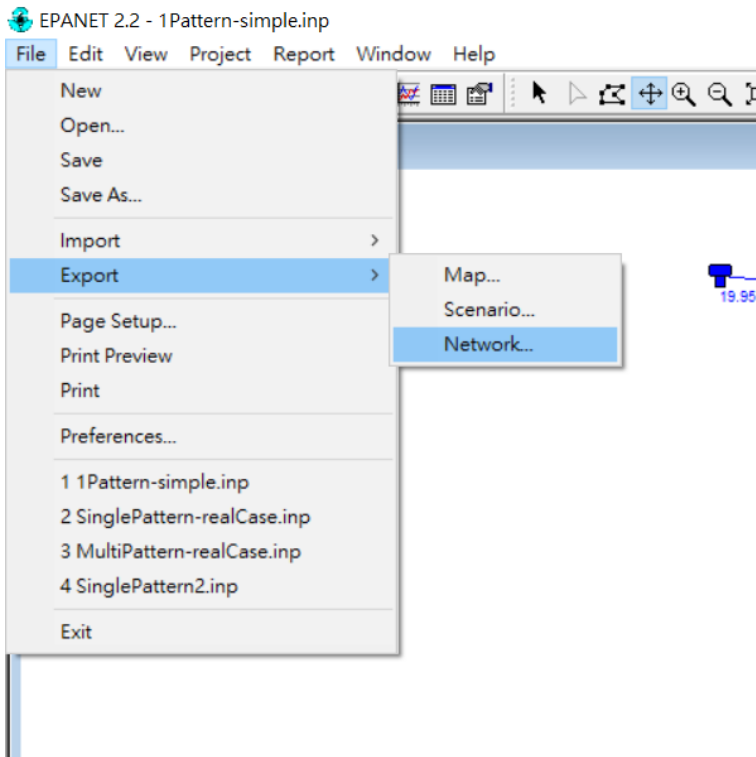 EPANET 2.2 - 1Pattern-simple.inp
File Edit View Project Report Window Help
New
Open...
Save
Save As...
Import
Export
Map...
Scenario...
Network...
Page Setup...
Print Preview
Print
Preferences...
1 1Pattern-simple.inp
2 SinglePattern-realCase.inp
3 MultiPattern-realCase.inp
4 SinglePattern2.inp
Exit
19.95